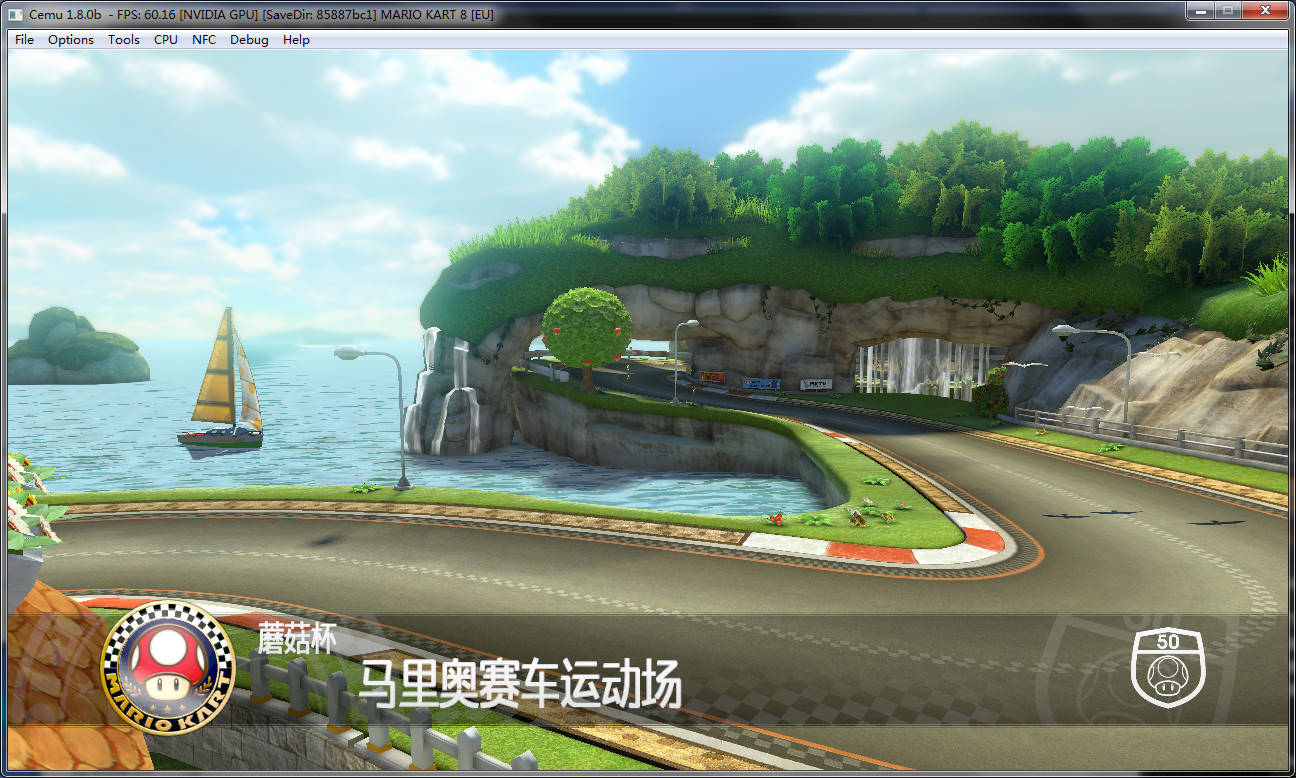 Cemu 1.8.0b - FPS: 60.16 [NVIDIA GPU] [SaveDir: 85887bc1] MARIO KART 8 [EU]
File Options Tools CPU NFC Debug Help
MKTV
蘑菇杯
马里奥赛车运动场
MARIO KART
50